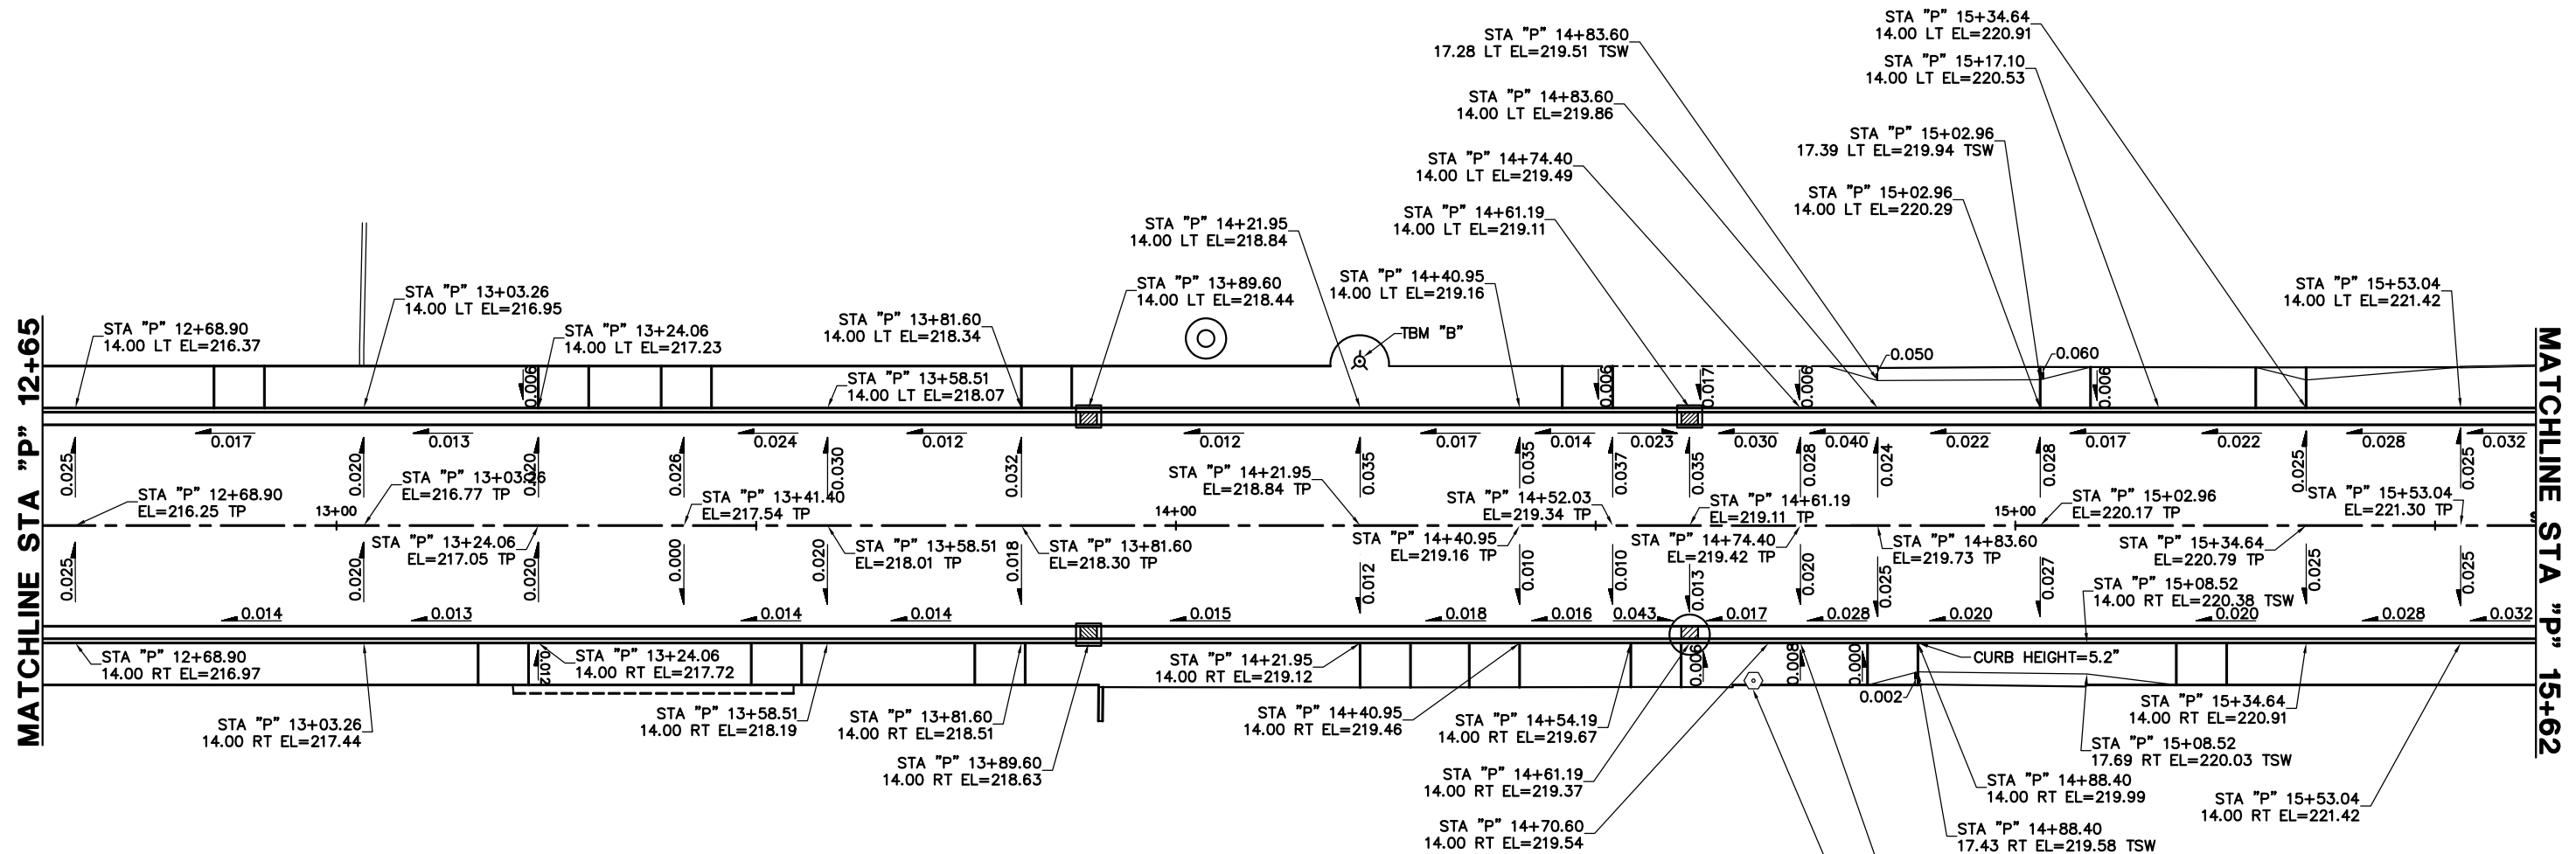 STA "P" 15+34.64
14.00 LT EL=220.91
STA "P" 14+83.60
17.28 LT EL=219.51 TSW
STA "P" 15+17.10
14.00 LT EL=220.53
STA "P" 14+83.60
14.00 LT EL=219.86
STA "P" 15+02.96
17.39 LT EL=219.94 TSW
STA "P" 14+74.40
14.00 LT EL=219.49
STA "P" 15+02.96
14.00 LT EL=220.29
STA "P" 14+61.19
14.00 LT EL=219.11
STA "P" 14+21.95
14.00 LT EL=218.84
STA "P" 13+89.60
14.00 LT EL=218.44
STA "P" 14+40.95
14.00 LT EL=219.16
STA "P" 15+53.04
14.00 LT EL=221.42
STA "P" 13+03.26
14.00 LT EL=216.95
STA "P" 12+68.90
14.00 LT EL=216.37
STA "P" 13+24.06
14.00 LT EL=217.23
STA "P" 13+81.60
14.00 LT EL=218.34
TBM "B"
STA "P" 13+58.51
14.00 LT EL=218.07
MATCHLINE STA "P" 12+65
MATCHLINE STA "P" 15+62
0.050
0.060
0.006
0.006
0.017
0.006
0.006
0.017
0.013
0.024
0.012
0.012
0.017
0.014
0.023
0.030
0.040
0.022
0.017
0.022
0.028
0.032
0.025
0.020
0.020
0.026
0.030
0.032
0.035
0.035
0.037
0.035
0.028
0.024
0.028
0.025
0.025
STA "P" 12+68.90
EL=216.25 TP
13+00
STA "P" 13+03.26
EL=216.77 TP
STA "P" 13+24.06
EL=217.05 TP
STA "P" 13+41.40
EL=217.54 TP
STA "P" 13+58.51
EL=218.01 TP
STA "P" 13+81.60
EL=218.30 TP
14+00
STA "P" 14+21.95
EL=218.84 TP
STA "P" 14+40.95
EL=219.16 TP
STA "P" 14+52.03
EL=219.34 TP
STA "P" 14+61.19
EL=219.11 TP
STA "P" 14+74.40
EL=219.42 TP
STA "P" 14+83.60
EL=219.73 TP
15+00
STA "P" 15+02.96
EL=220.17 TP
STA "P" 15+34.64
EL=220.79 TP
STA "P" 15+53.04
EL=221.30 TP
0.025
0.020
0.020
0.000
0.020
0.018
0.012
0.010
0.010
0.013
0.020
0.025
0.027
0.025
0.025
STA "P" 15+08.52
14.00 RT EL=220.38 TSW
0.014
0.013
0.014
0.014
0.015
0.018
0.016
0.043
0.017
0.028
0.020
0.020
0.028
0.032
STA "P" 12+68.90
14.00 RT EL=216.97
0.012
STA "P" 13+24.06
14.00 RT EL=217.72
STA "P" 14+21.95
14.00 RT EL=219.12
0.006
0.008
0.000
CURB HEIGHT=5.2"
0.002
STA "P" 13+03.26
14.00 RT EL=217.44
STA "P" 13+58.51
14.00 RT EL=218.19
STA "P" 13+81.60
14.00 RT EL=218.51
STA "P" 13+89.60
14.00 RT EL=218.63
STA "P" 14+40.95
14.00 RT EL=219.46
STA "P" 14+54.19
14.00 RT EL=219.67
STA "P" 14+61.19
14.00 RT EL=219.37
STA "P" 14+70.60
14.00 RT EL=219.54
STA "P" 15+34.64
14.00 RT EL=220.91
STA "P" 15+08.52
17.69 RT EL=220.03 TSW
STA "P" 14+88.40
14.00 RT EL=219.99
STA "P" 14+88.40
17.43 RT EL=219.58 TSW
STA "P" 15+53.04
14.00 RT EL=221.42